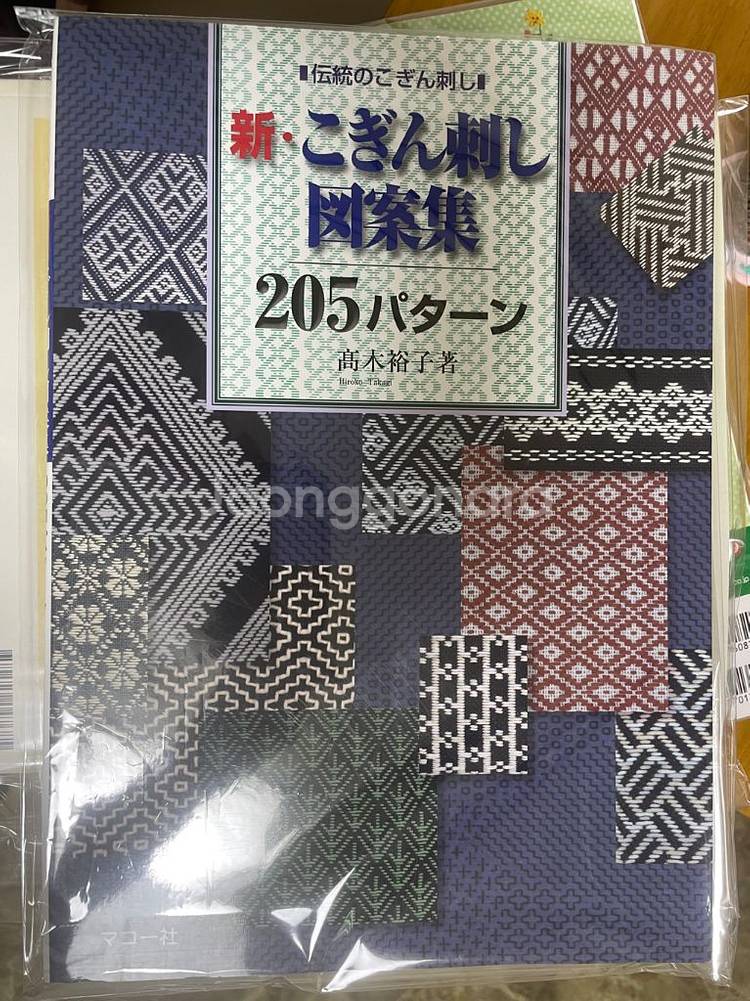 伝統のこぎん刺し
新・こぎん刺し
図案集
205パターン
髙木裕子著
Hiroko Takagi
Joonggonara
マコー社